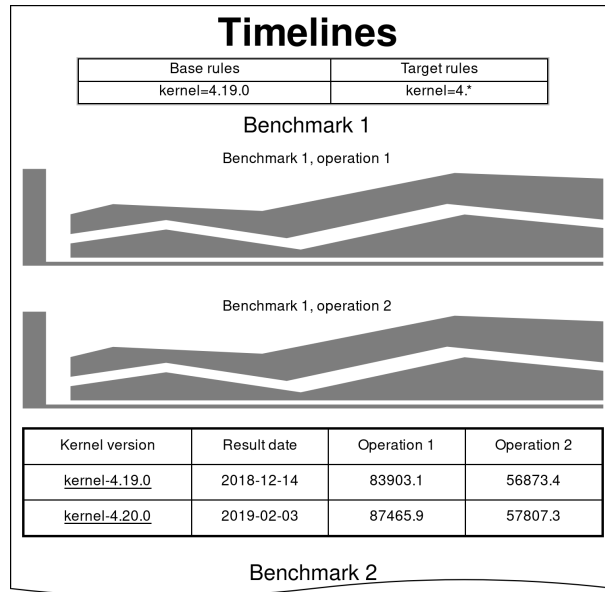 Timelines
Base rules Target rules
kernel=4.19.0 kernel=4.*
Benchmark 1
Benchmark 1, operation 1
Benchmark 1, operation 2
Kernel version Result date Operation 1 Operation 2
kernel-4.19.0 2018-12-14 83903.1 56873.4
kernel-4.20.0 2019-02-03 87465.9 57807.3
Benchmark 2